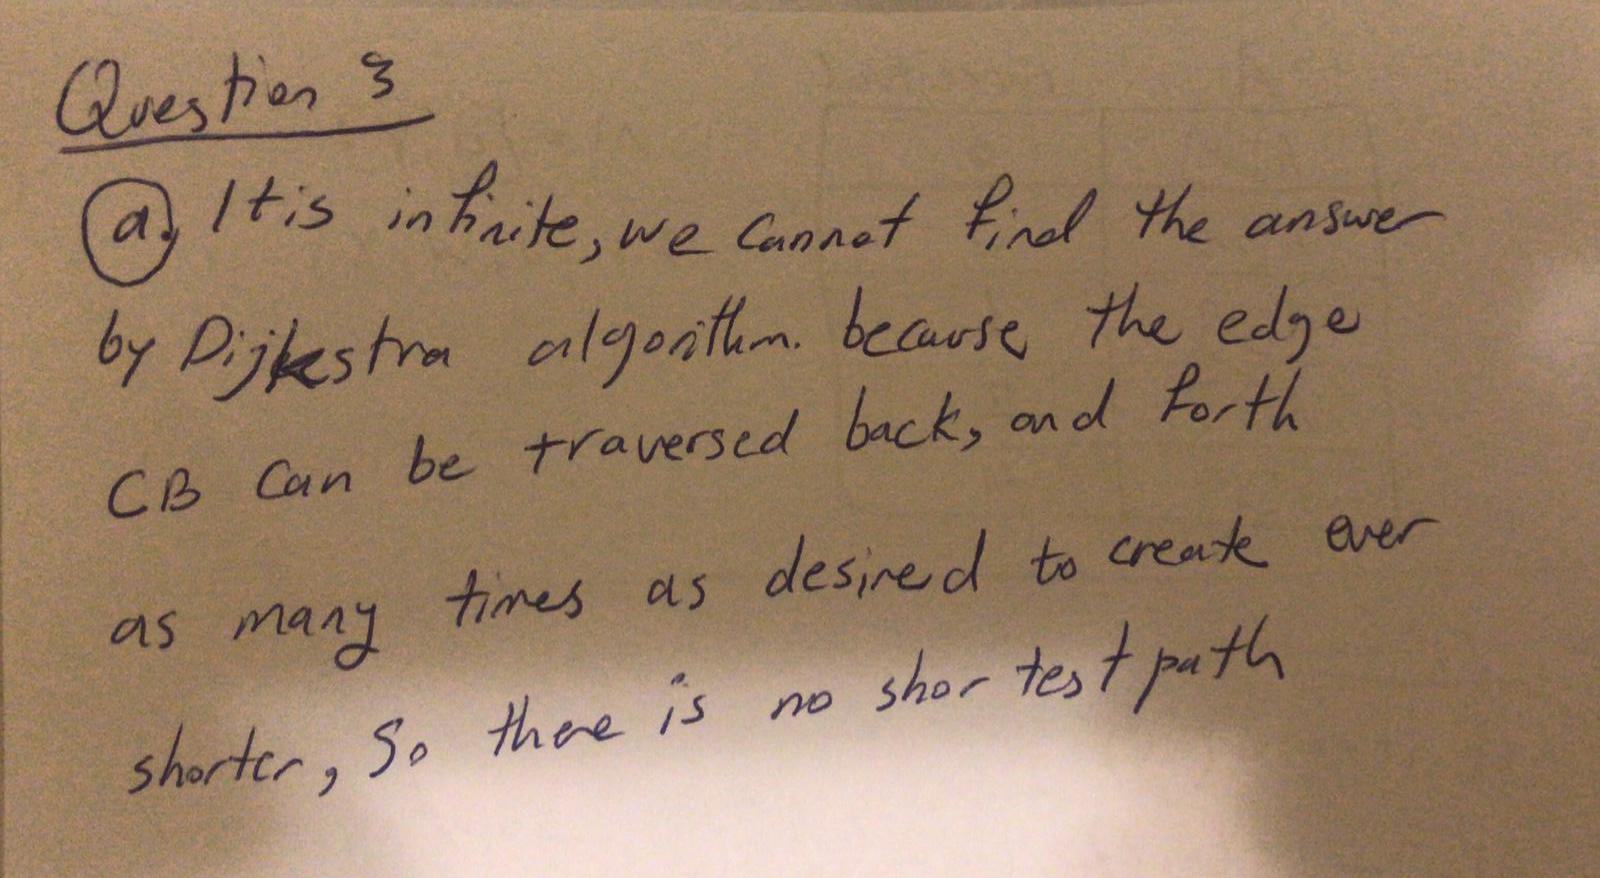 Question 3
a. It is infinite, we cannot find the answer
by Dijkestra algorithm. because the edge
CB can be traversed back, and forth
as many times as desired to create ever
shorter, So there is no shortest path